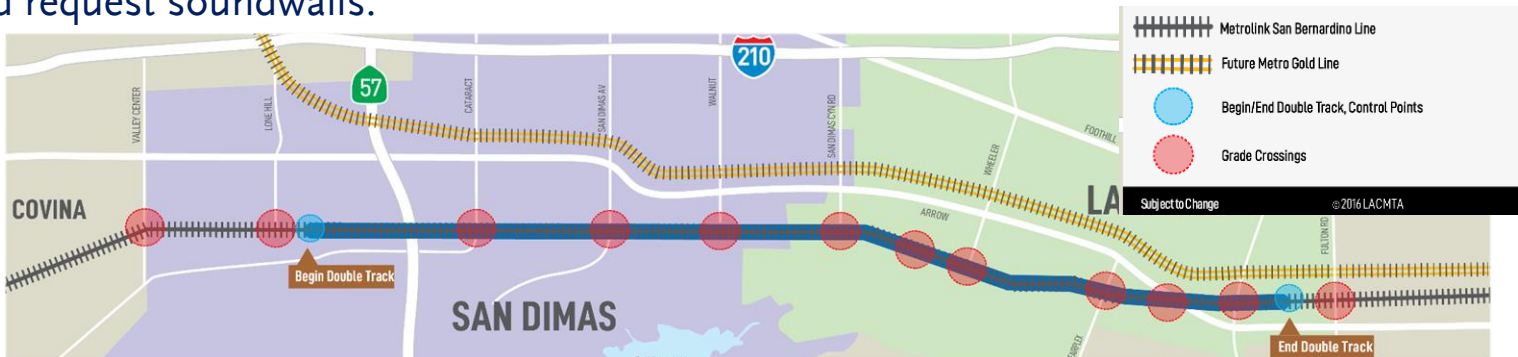 d request soundwalls.
Metrolink San Bernardino Line
Future Metro Gold Line
Begin/End Double Track, Control Points
Grade Crossings
Subject to Change
©2016 LACMTA
210
57
VALLEY CENTER
LONE HILL
CATARACT
SAN DIMAS AV
WALNUT
SAN DIMAS CYN RD
FOOTHILL
WHEELER
COVINA
ARROW
LA
FULTON RD
Begin Double Track
SAN DIMAS
End Double Track